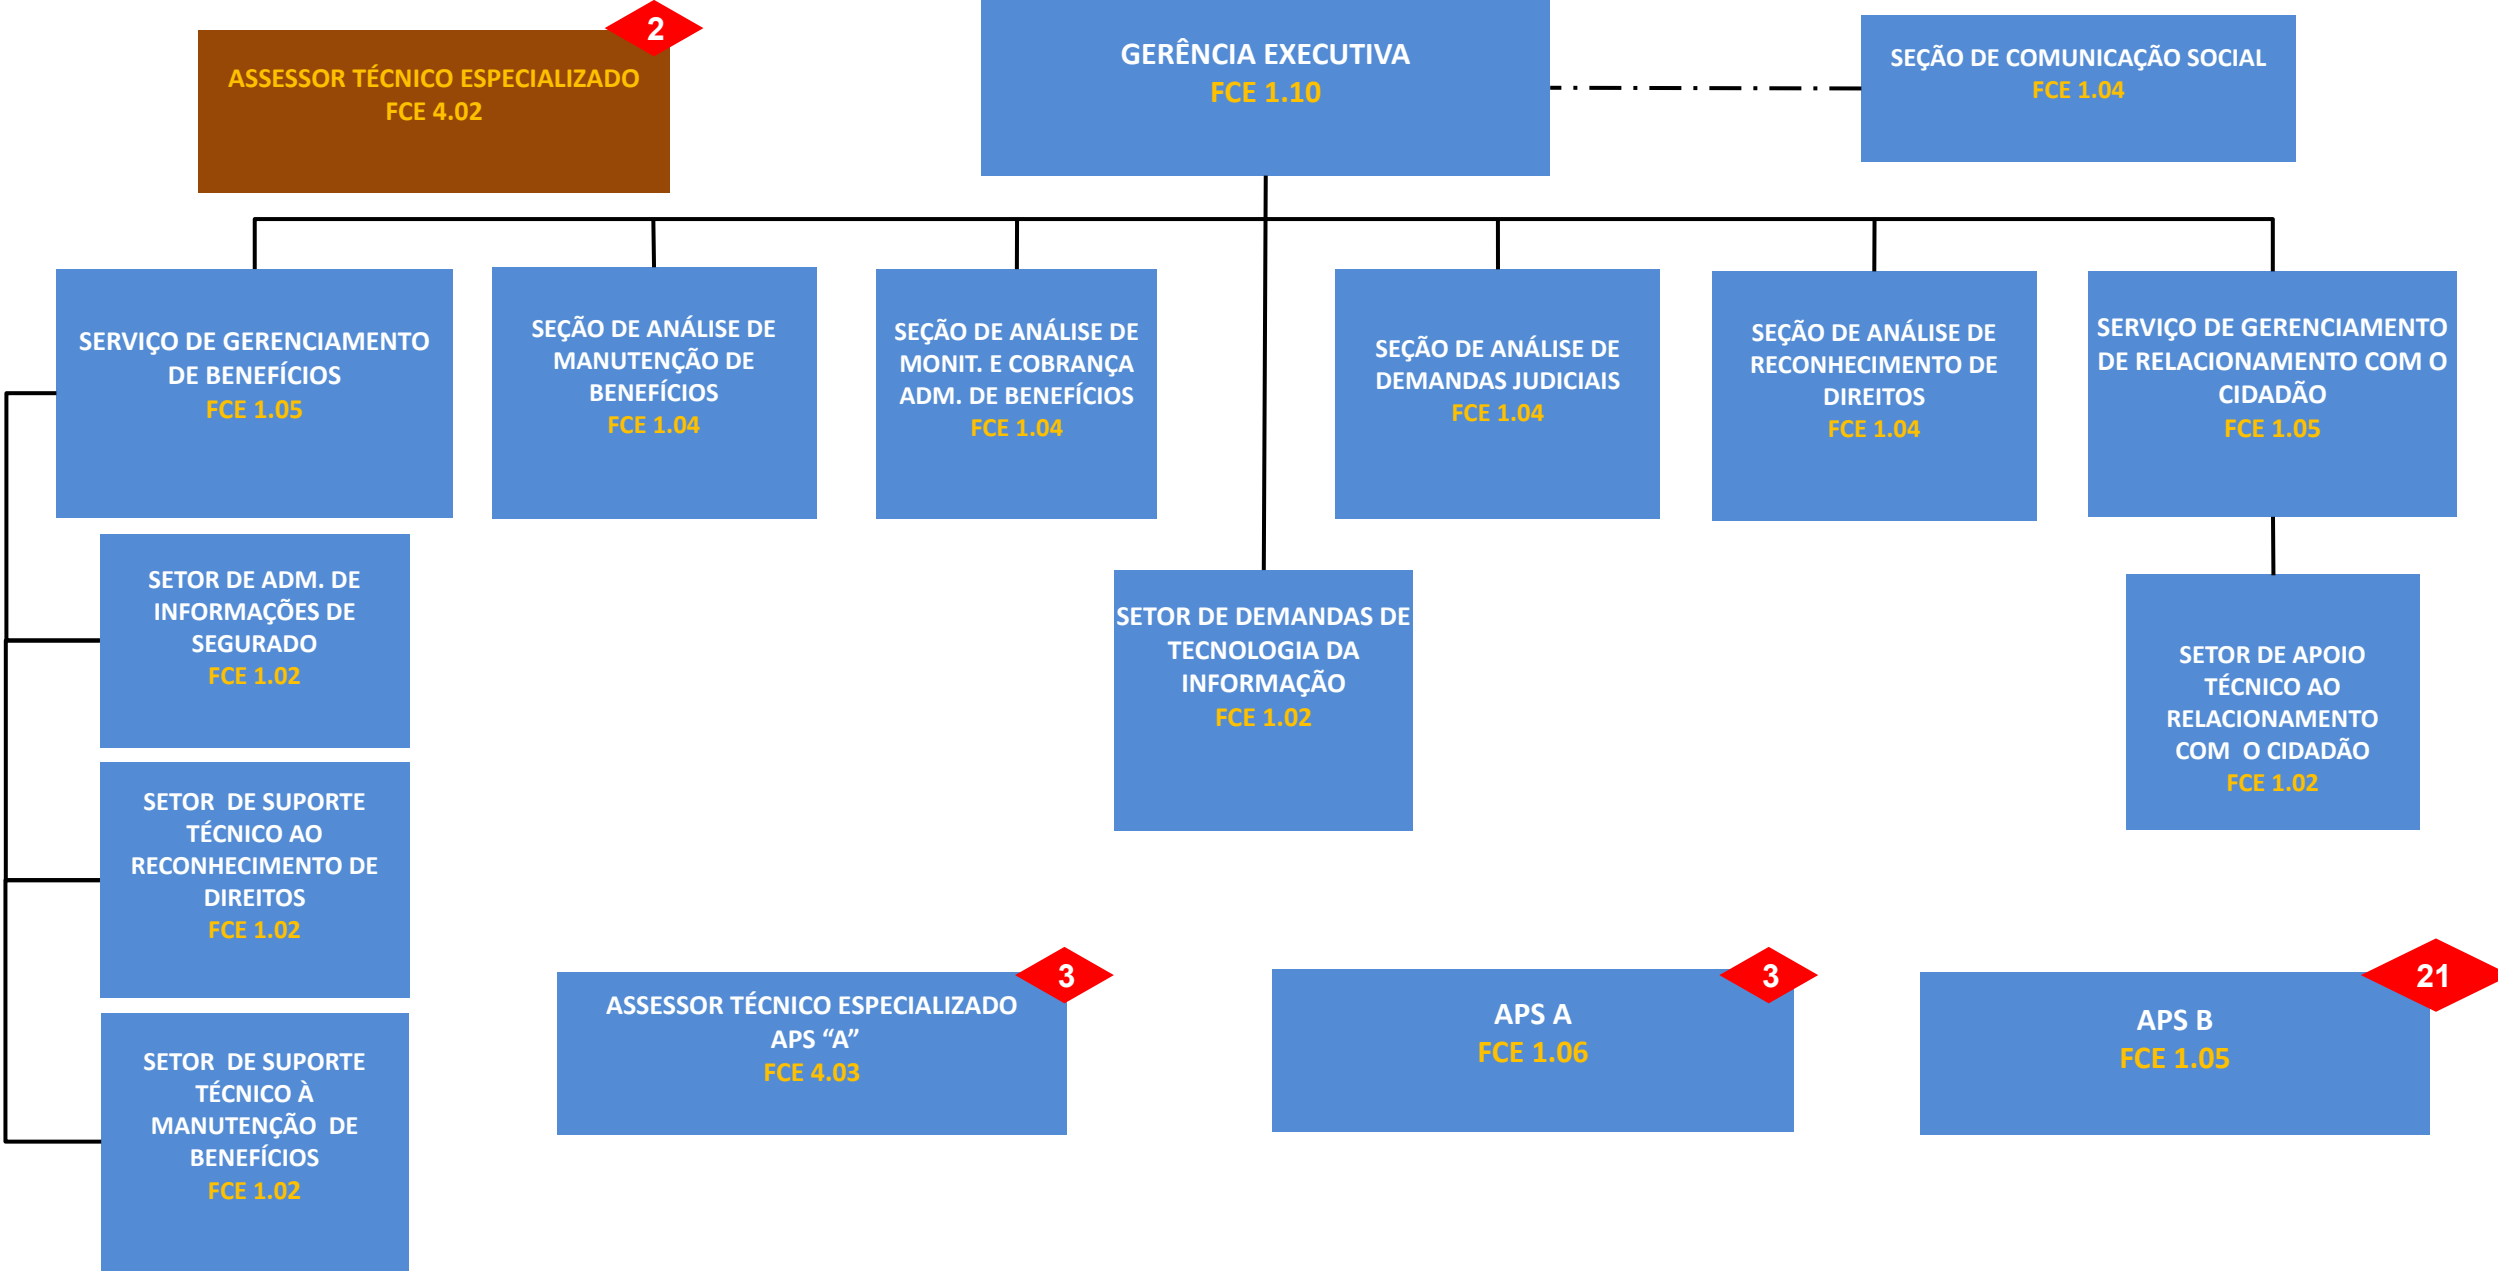 2
ASSESSOR TÉCNICO ESPECIALIZADO
FCE 4.02
GERÊNCIA EXECUTIVA
FCE 1.10
SEÇÃO DE COMUNICAÇÃO SOCIAL
FCE 1.04
SERVIÇO DE GERENCIAMENTO
DE BENEFÍCIOS
FCE 1.05
SEÇÃO DE ANÁLISE DE
MANUTENÇÃO DE
BENEFÍCIOS
FCE 1.04
SEÇÃO DE ANÁLISE DE
MONIT. E COBRANÇA
ADM. DE BENEFÍCIOS
FCE 1.04
SEÇÃO DE ANÁLISE DE
DEMANDAS JUDICIAIS
FCE 1.04
SEÇÃO DE ANÁLISE DE
RECONHECIMENTO DE
DIREITOS
FCE 1.04
SERVIÇO DE GERENCIAMENTO
DE RELACIONAMENTO COM O
CIDADÃO
FCE 1.05
SETOR DE ADM. DE
INFORMAÇÕES DE
SEGURADO
FCE 1.02
SETOR DE DEMANDAS DE
TECNOLOGIA DA
INFORMAÇÃO
FCE 1.02
SETOR DE APOIO
TÉCNICO AO
RELACIONAMENTO
COM O CIDADÃO
FCE 1.02
SETOR DE SUPORTE
TÉCNICO AO
RECONHECIMENTO DE
DIREITOS
FCE 1.02
SETOR DE SUPORTE
TÉCNICO À
MANUTENÇÃO DE
BENEFÍCIOS
FCE 1.02
3
ASSESSOR TÉCNICO ESPECIALIZADO
APS “A”
FCE 4.03
3
APS A
FCE 1.06
21
APS B
FCE 1.05